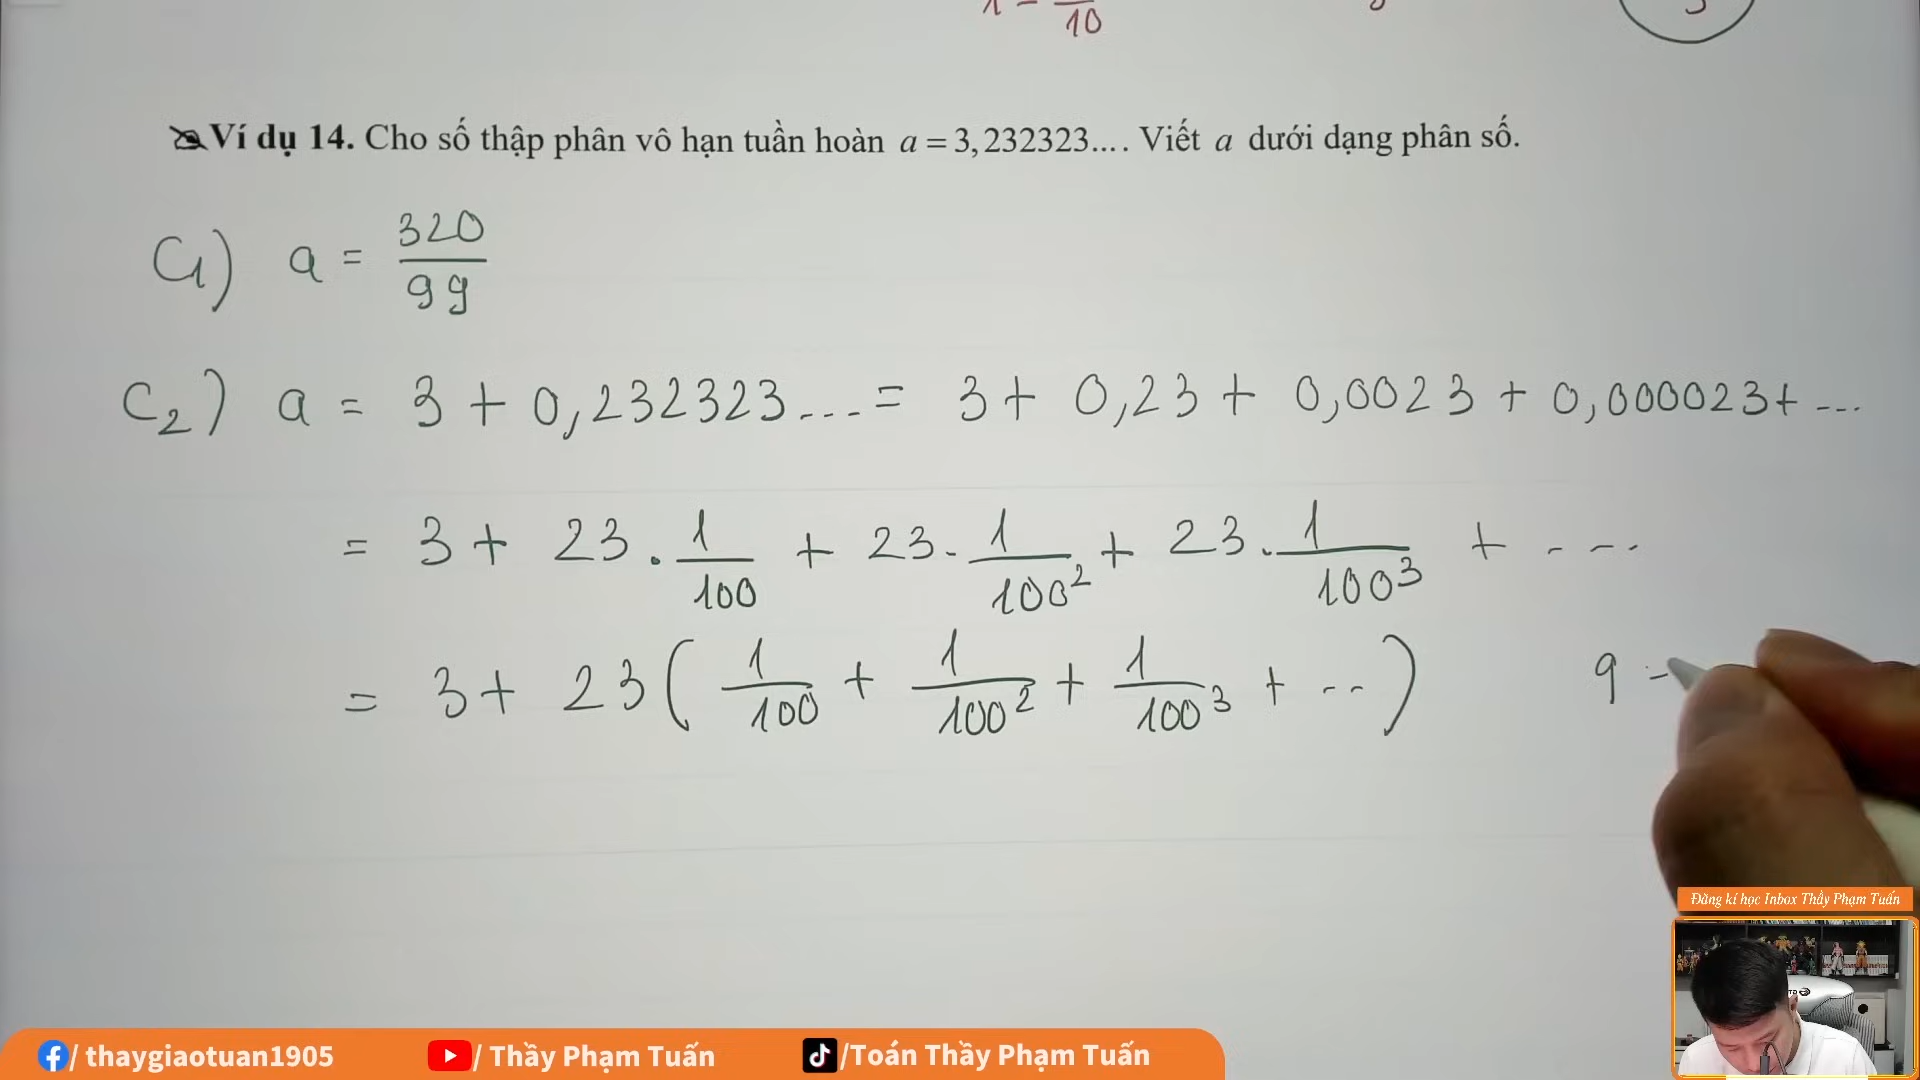 10
Ví dụ 14. Cho số thập phân vô hạn tuần hoàn a = 3,232323.... Viết a dưới dạng phân số.
C1) a = 320/99
C2) a = 3 + 0,232323... = 3 + 0,23 + 0,0023 + 0,000023 + ...
= 3 + 23 . 1/100 + 23 . 1/100² + 23 . 1/100³ + ....
= 3 + 23 ( 1/100 + 1/100² + 1/100³ + ... ) q =
Đăng kí học Inbox Thầy Phạm Tuấn
/ thaygiaotuan1905 / Thầy Phạm Tuấn /Toán Thầy Phạm Tuấn